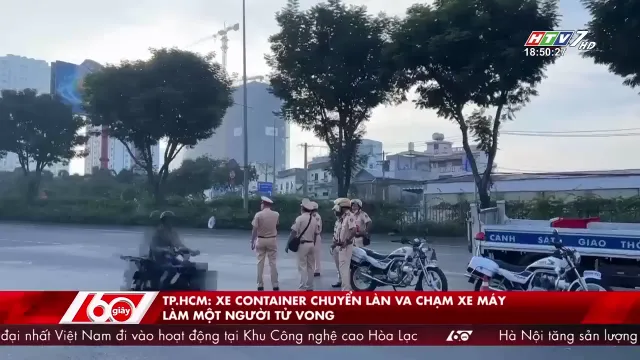 HTV7 HD
18:50:27
CẢNH SÁT GIAO THÔ
60 giây
TP.HCM: XE CONTAINER CHUYỂN LÀN VA CHẠM XE MÁY
LÀM MỘT NGƯỜI TỬ VONG
đại nhất Việt Nam đi vào hoạt động tại Khu Công nghệ cao Hòa Lạc 60 Hà Nội tăng sản lượng